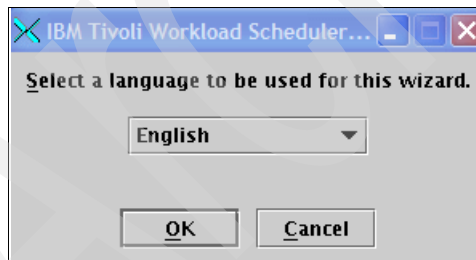 IBM Tivoli Workload Scheduler...
Select a language to be used for this wizard.
English
OK
Cancel